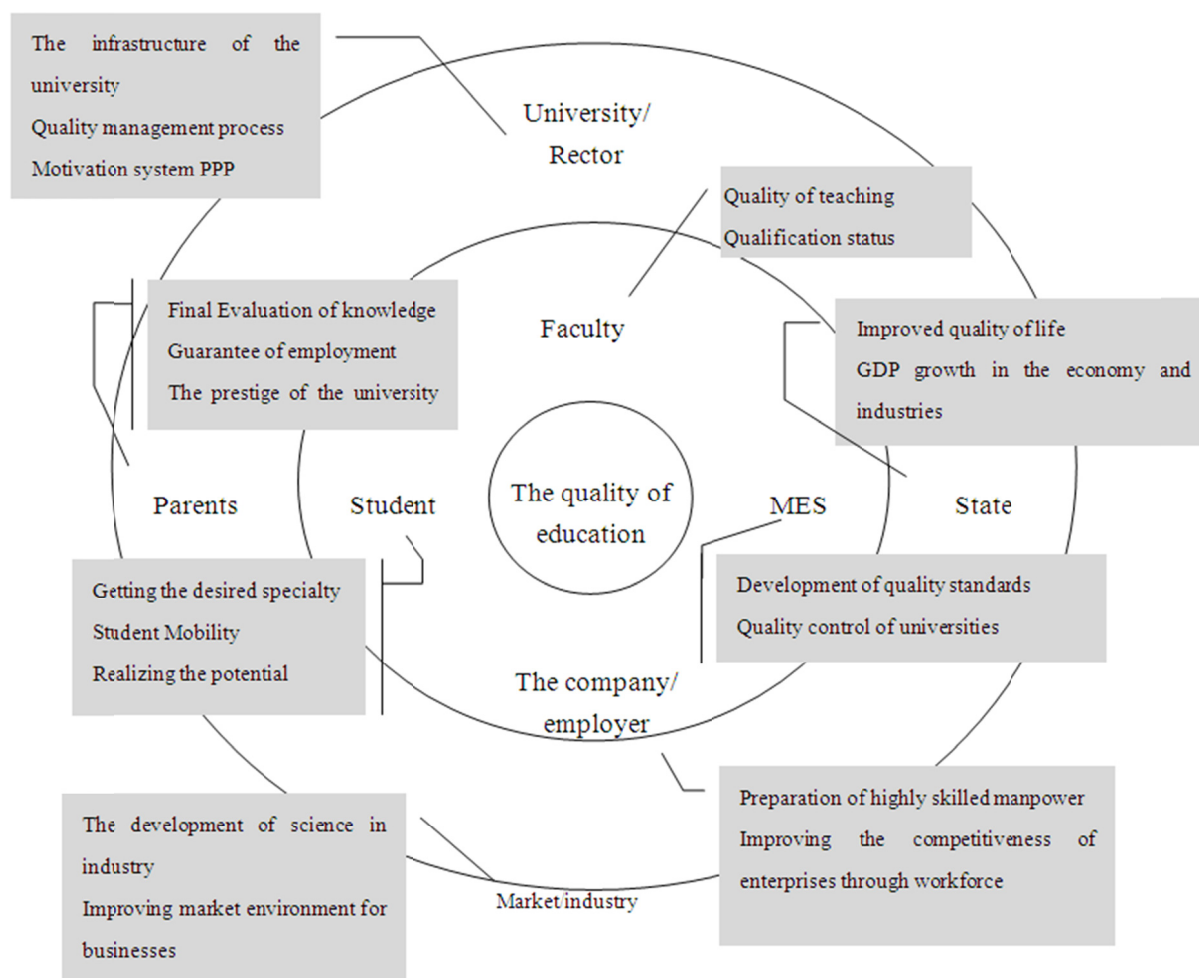 The infrastructure of the
university
Quality management process
Motivation system PPP
University/
Rector
Quality of teaching
Qualification status
Final Evaluation of knowledge
Guarantee of employment
The prestige of the university
Faculty
Improved quality of life
GDP growth in the economy and
industries
Parents
Student
The quality of
education
MES
State
Getting the desired specialty
Student Mobility
Realizing the potential
Development of quality standards
Quality control of universities
The company/
employer
Preparation of highly skilled manpower
Improving the competitiveness of
enterprises through workforce
The development of science in
industry
Improving market environment for
businesses
Market/industry